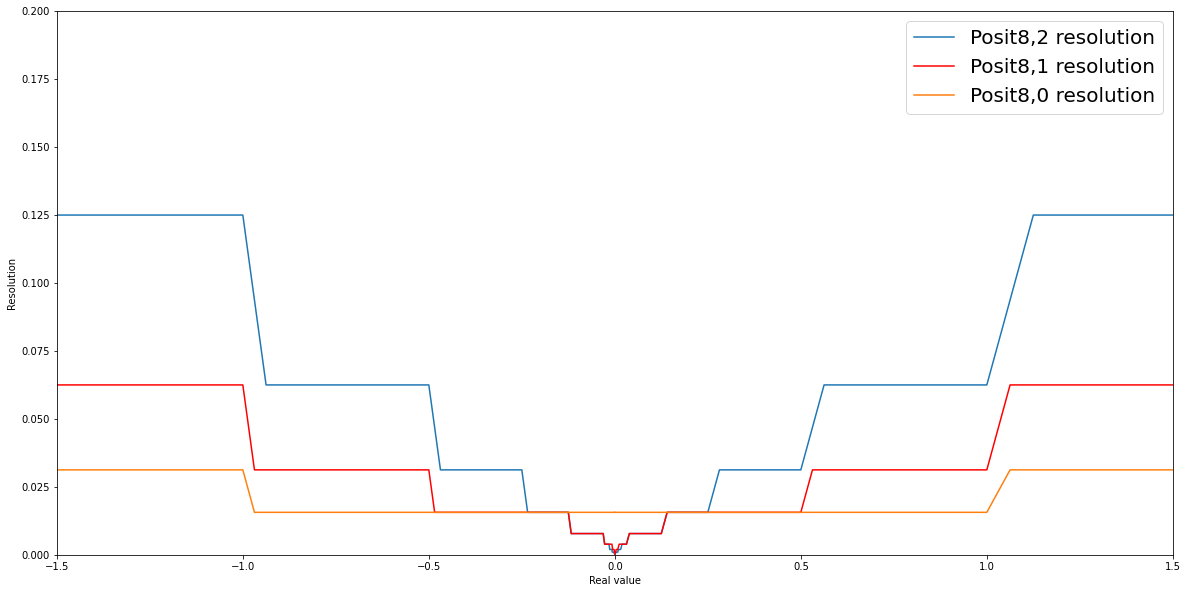 0.200
0.175
0.150
0.125
0.100
0.075
0.050
0.025
0.000
Resolution
−1.5 −1.0 −0.5 0.0 0.5 1.0 1.5
Real value
Posit8,2 resolution
Posit8,1 resolution
Posit8,0 resolution